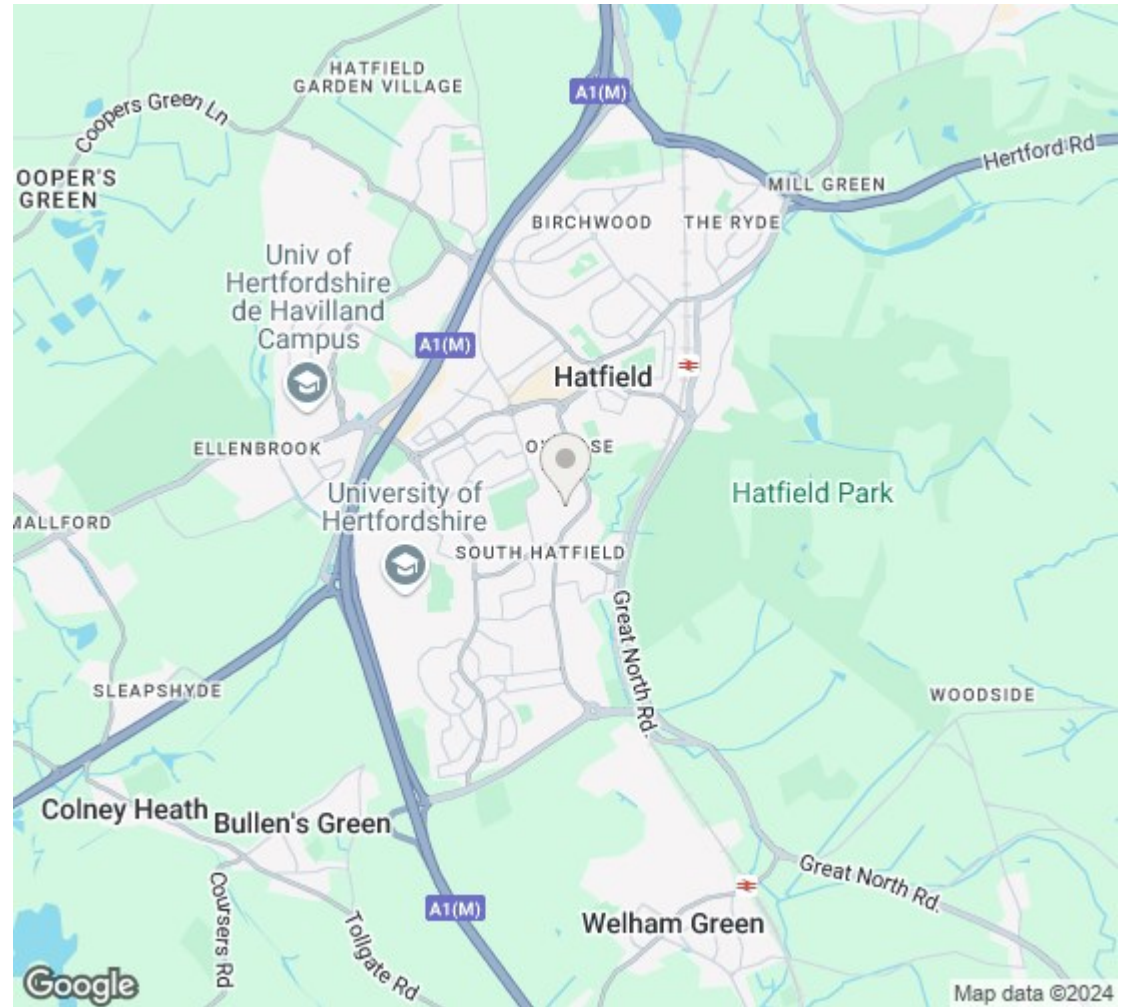 HATFIELD
GARDEN VILLAGE
A1(M)
Coopers Green Ln
Hertford Rd
OOPER'S
GREEN
MILL GREEN
BIRCHWOOD
THE RYDE
Univ of
Hertfordshire
de Havilland
Campus
A1(M)
Hatfield
ELLENBROOK
Hatfield Park
University of
Hertfordshire
MALLFORD
SOUTH HATFIELD
Great North Rd.
SLEAPSHYDE
WOODSIDE
Colney Heath
Bullen's Green
Great North Rd.
Coursers Rd
A1(M)
Tollgate Rd
Welham Green
Google
Map data ©2024